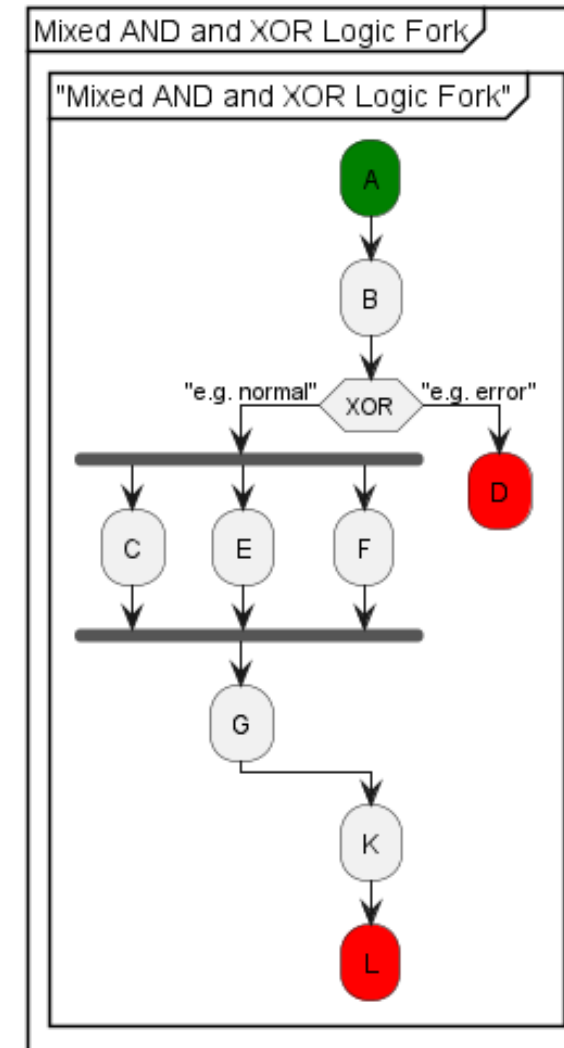 Mixed AND and XOR Logic Fork
"Mixed AND and XOR Logic Fork"
A
B
"e.g. normal" XOR "e.g. error"
D
C E F
G
K
L